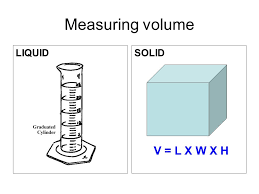 Measuring volume
LIQUID
Graduated
Cylinder
SOLID
V = L X W X H